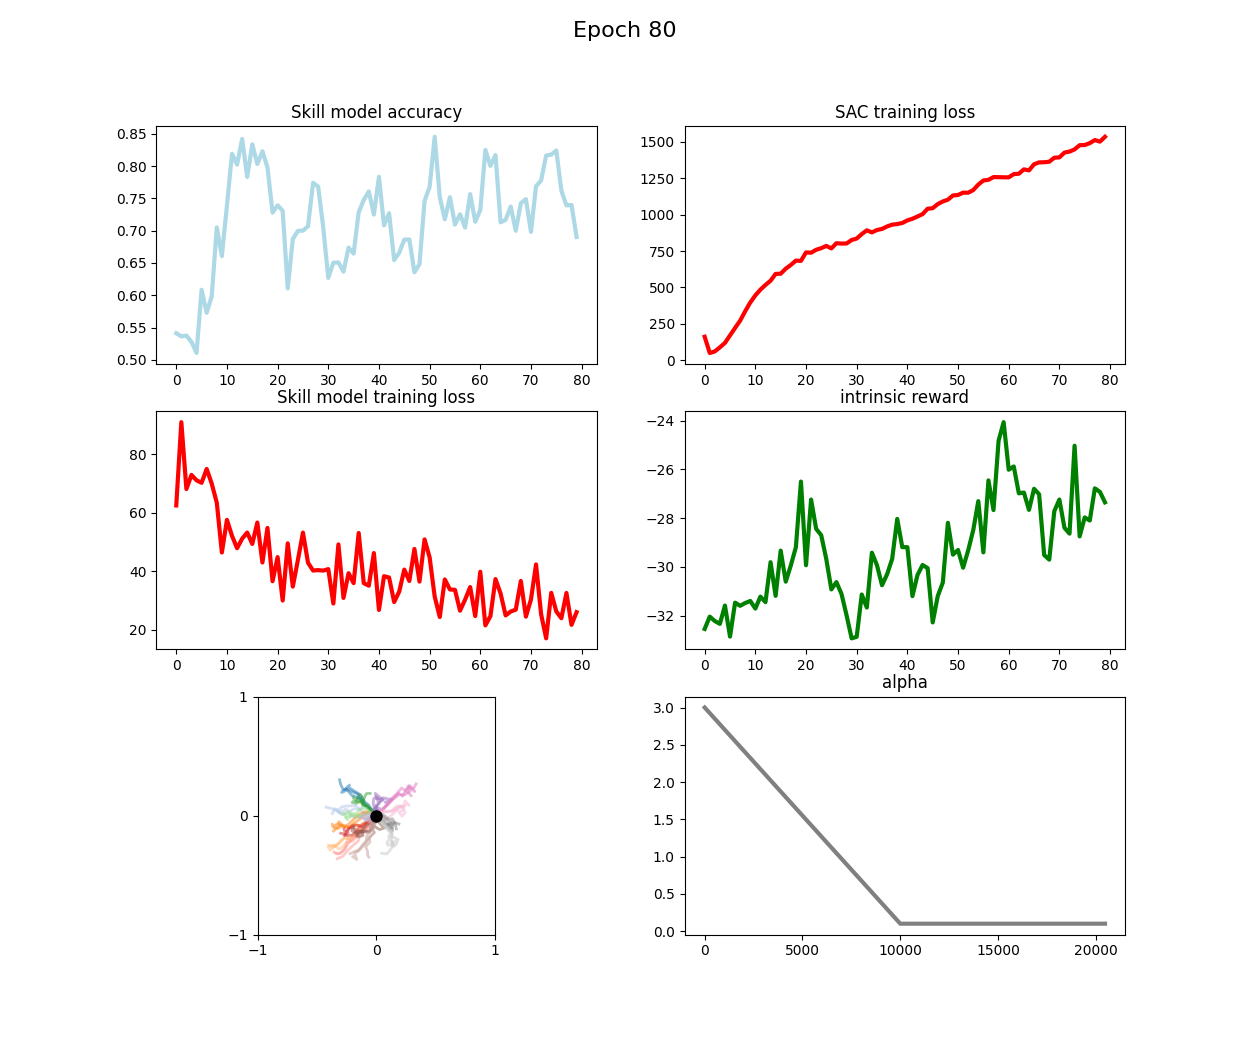 Epoch 80
Skill model accuracy
0.85
0.80
0.75
0.70
0.65
0.60
0.55
0.50
0 10 20 30 40 50 60 70 80
SAC training loss
1500
1250
1000
750
500
250
0
0 10 20 30 40 50 60 70 80
Skill model training loss
80
60
40
20
0 10 20 30 40 50 60 70 80
intrinsic reward
−24
−26
−28
−30
−32
0 10 20 30 40 50 60 70 80
1
0
−1
−1 0 1
alpha
3.0
2.5
2.0
1.5
1.0
0.5
0.0
0 5000 10000 15000 20000